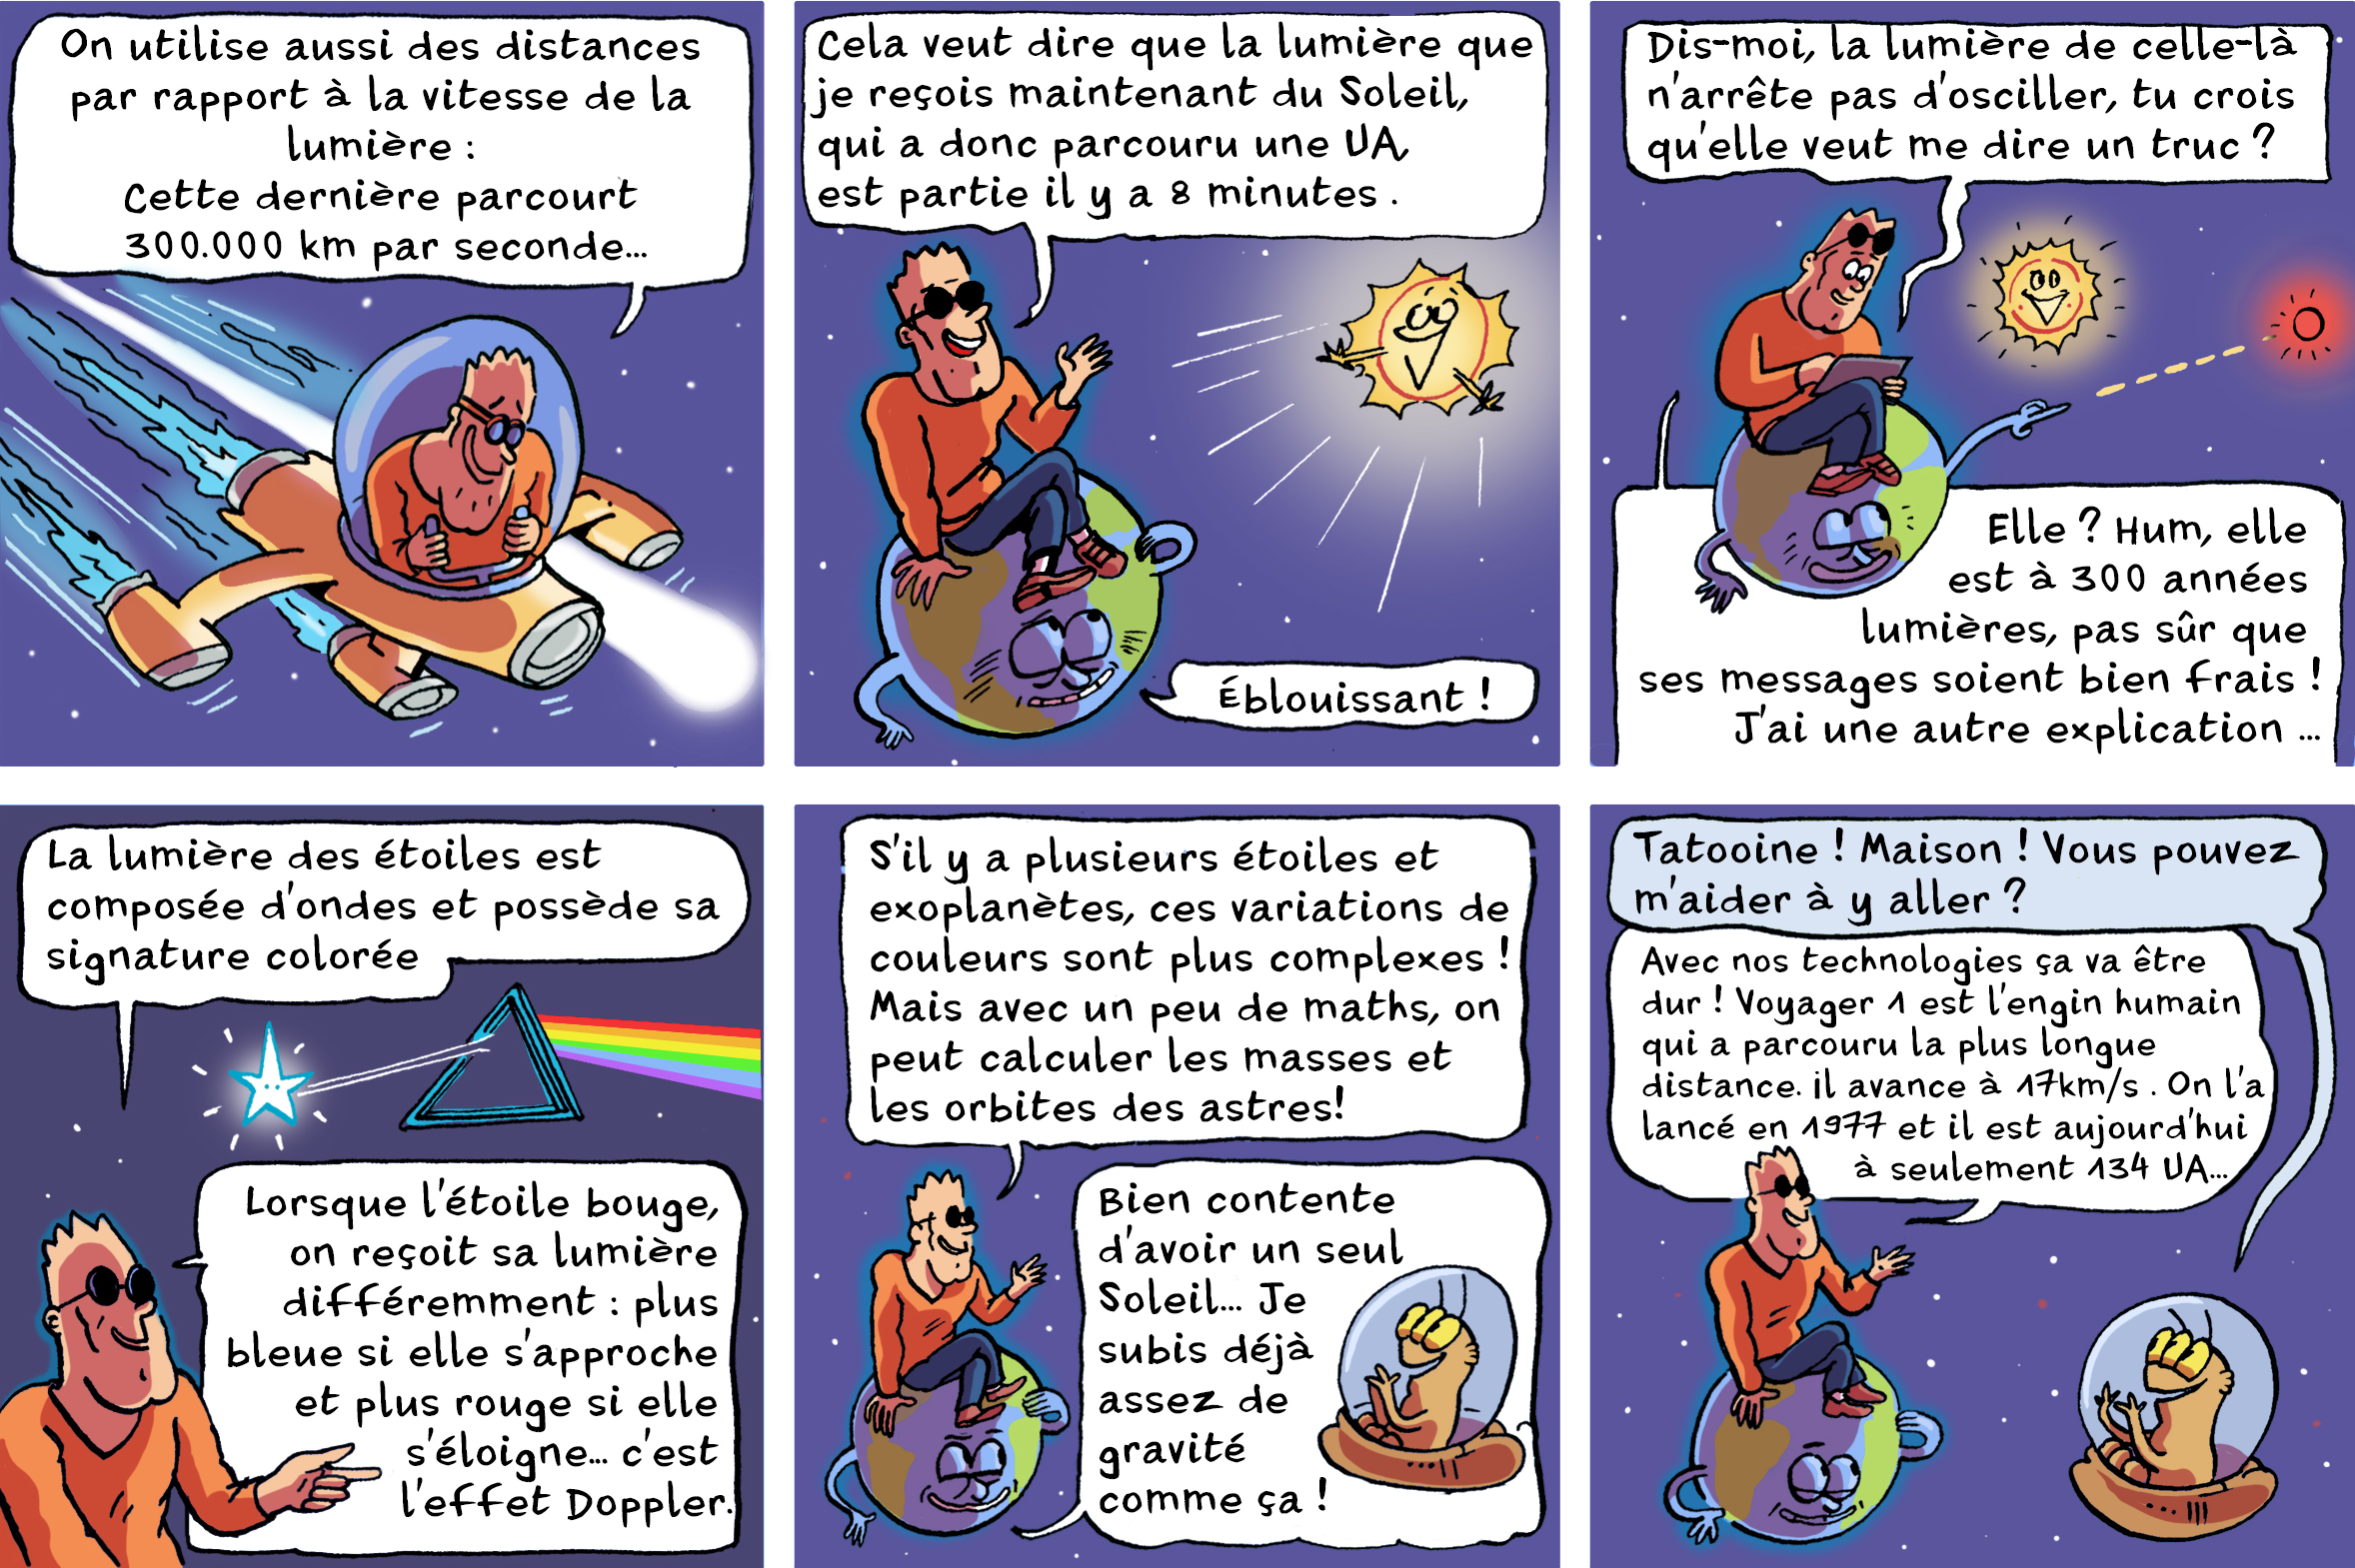 On utilise aussi des distances
par rapport à la vitesse de la
lumière :
Cette dernière parcourt
300.000 km par seconde...
Cela veut dire que la lumière que
je reçois maintenant du Soleil,
qui a donc parcouru une UA,
est partie il y a 8 minutes .
Éblouissant !
Dis-moi, la lumière de celle-là
n'arrête pas d'osciller, tu crois
qu'elle veut me dire un truc ?
Elle ? Hum, elle
est à 300 années
lumières, pas sûr que
ses messages soient bien frais !
J'ai une autre explication ...
La lumière des étoiles est
composée d'ondes et possède sa
signature colorée
Lorsque l'étoile bouge,
on reçoit sa lumière
différemment : plus
bleue si elle s'approche
et plus rouge si elle
s'éloigne... c'est
l'effet Doppler.
S'il y a plusieurs étoiles et
exoplanètes, ces variations de
couleurs sont plus complexes !
Mais avec un peu de maths, on
peut calculer les masses et
les orbites des astres!
Bien contente
d'avoir un seul
Soleil... Je
subis déjà
assez de
gravité
comme ça !
Tatooine ! Maison ! Vous pouvez
m'aider à y aller ?
Avec nos technologies ça va être
dur ! Voyager 1 est l'engin humain
qui a parcouru la plus longue
distance. il avance à 17km/s . On l'a
lancé en 1977 et il est aujourd'hui
à seulement 134 UA...